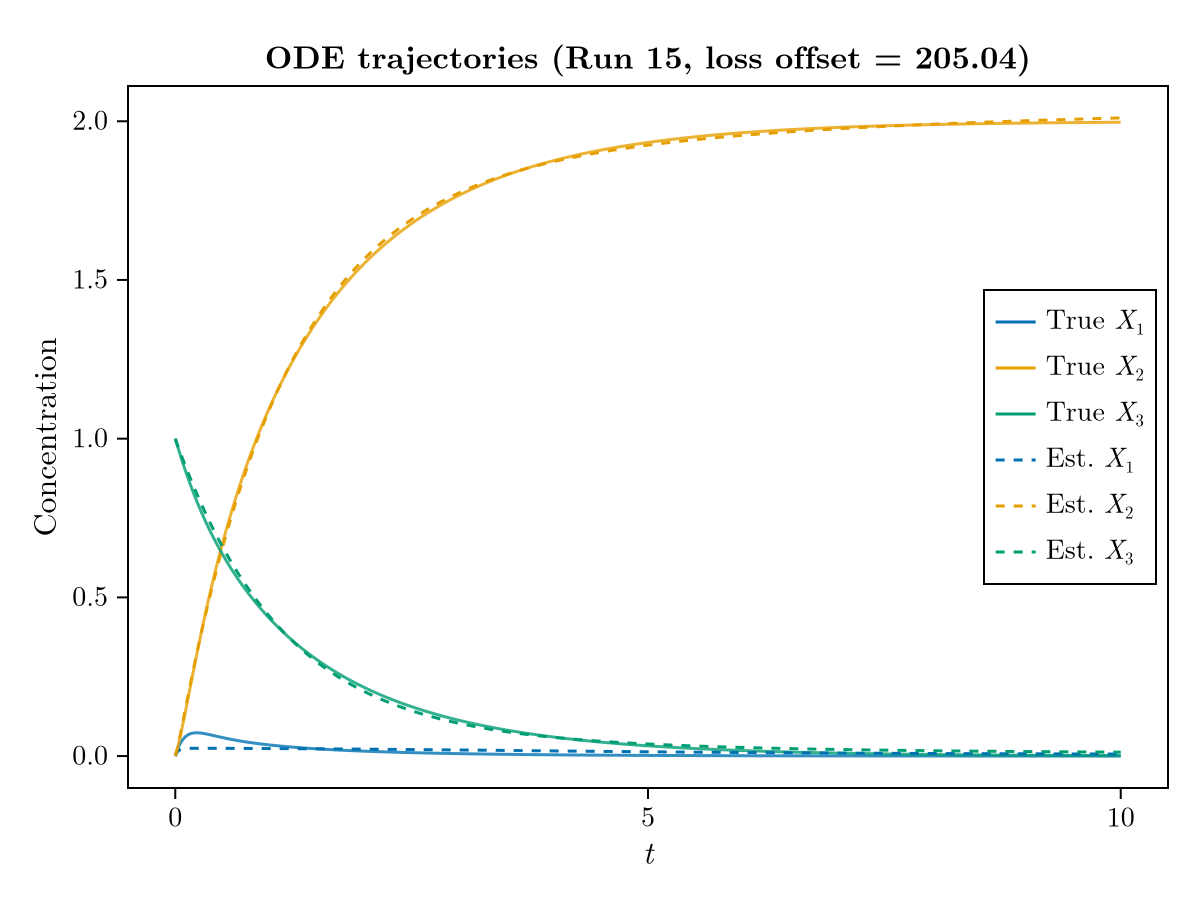 ODE trajectories (Run 15, loss offset = 205.04)
Concentration
2.0
1.5
1.0
0.5
0.0
0
5
10
t
True X₁
True X₂
True X₃
Est. X₁
Est. X₂
Est. X₃